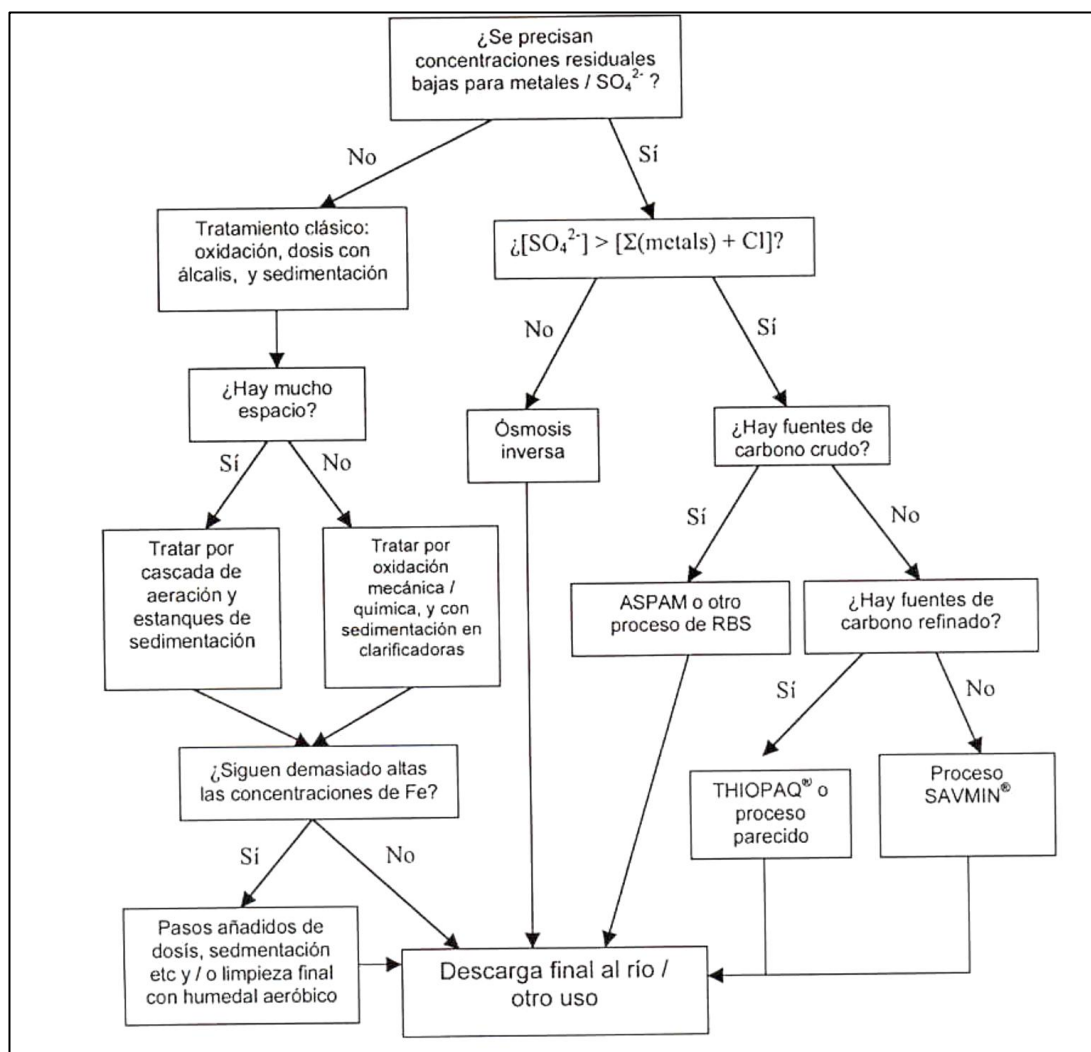 ¿Se precisan
concentraciones residuales
bajas para metales / SO₄²⁻ ?
No
Sí
Tratamiento clásico:
oxidación, dosis con
álcalis, y sedimentación
¿[SO₄²⁻] > [Σ(metals) + Cl]?
No
Sí
¿Hay mucho
espacio?
Ósmosis
inversa
¿Hay fuentes de
carbono crudo?
Sí
No
Sí
No
Tratar por
cascada de
aeración y
estanques de
sedimentación
Tratar por
oxidación
mecánica /
química, y con
sedimentación en
clarificadoras
ASPAM o otro
proceso de RBS
¿Hay fuentes de
carbono refinado?
Sí
No
¿Siguen demasiado altas
las concentraciones de Fe?
THIOPAQ® o
proceso
parecido
Proceso
SAVMIN®
Sí
No
Pasos añadidos de
dosís, sedmentación
etc y / o limpieza final
con humedal aeróbico
Descarga final al río /
otro uso